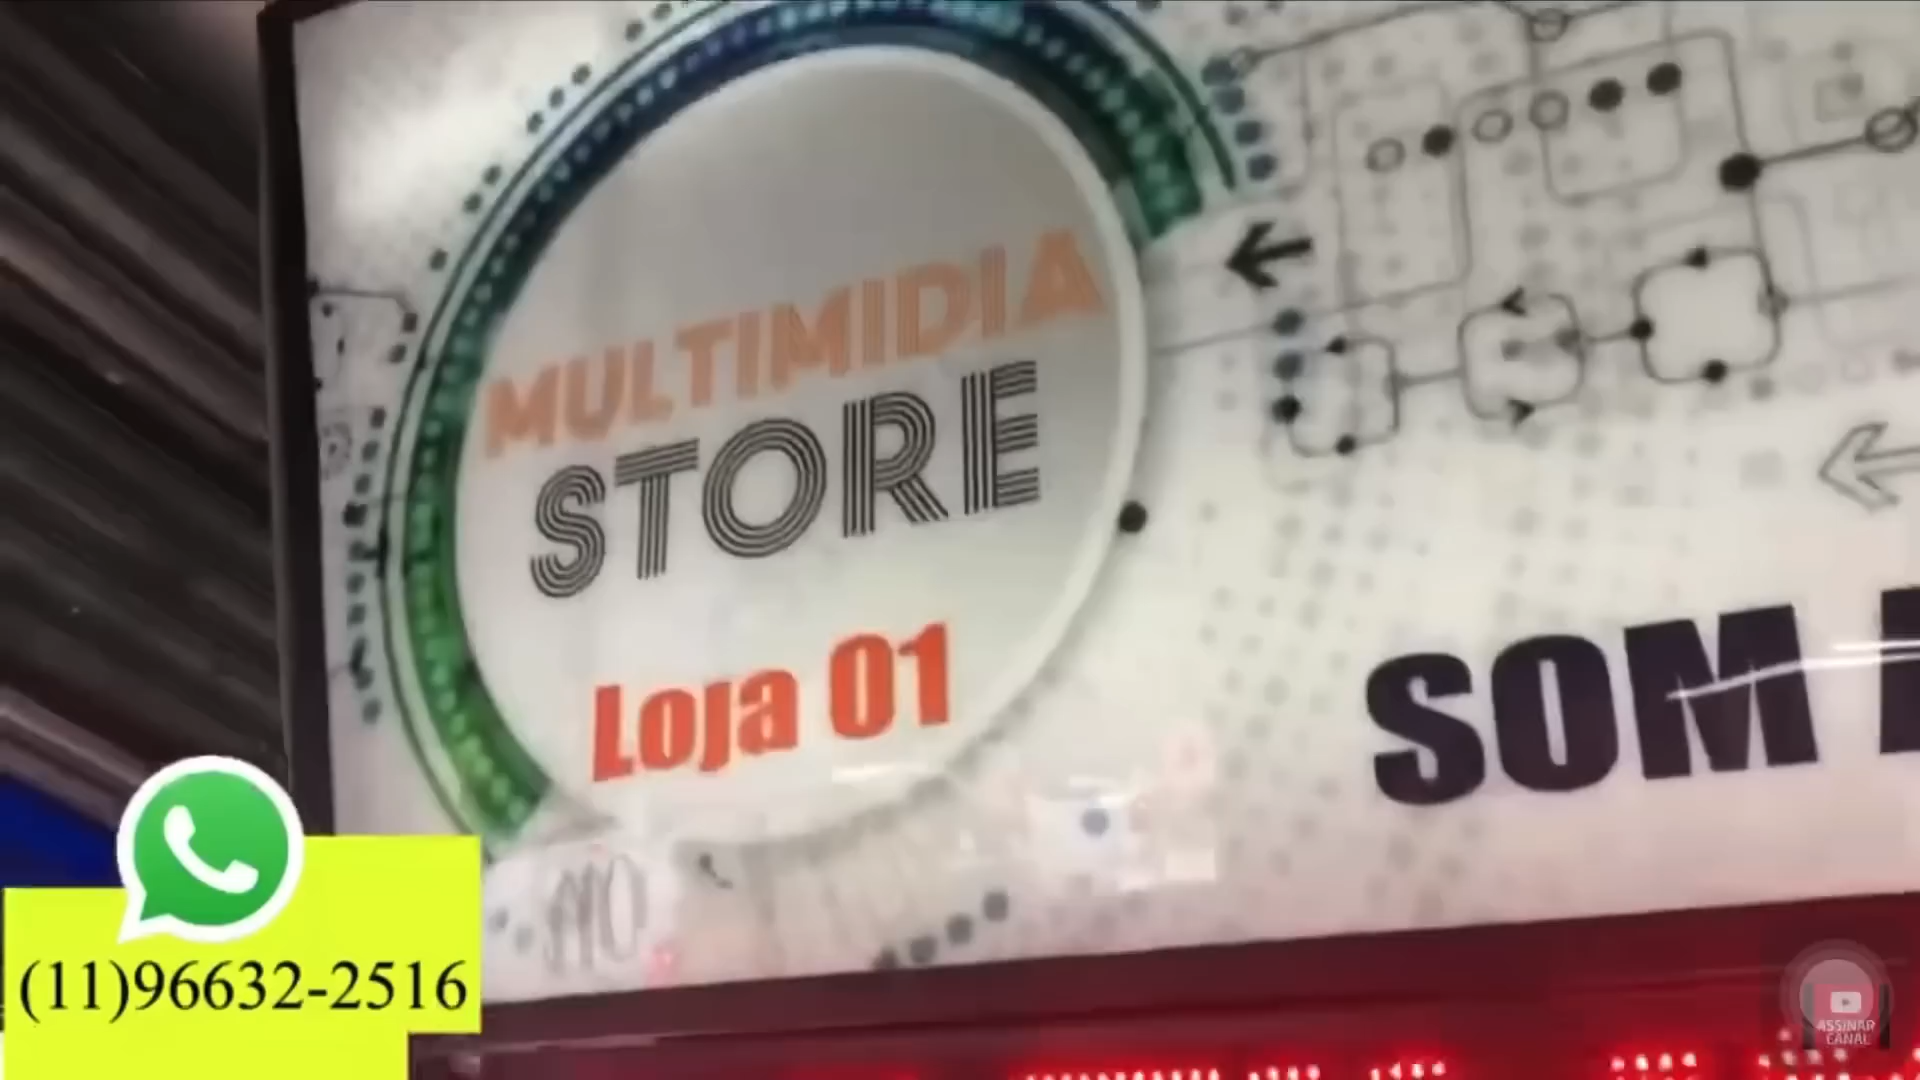 MULTIMIDIA
STORE
Loja 01
SOM
(11)96632-2516
ASSINAR
CANAL